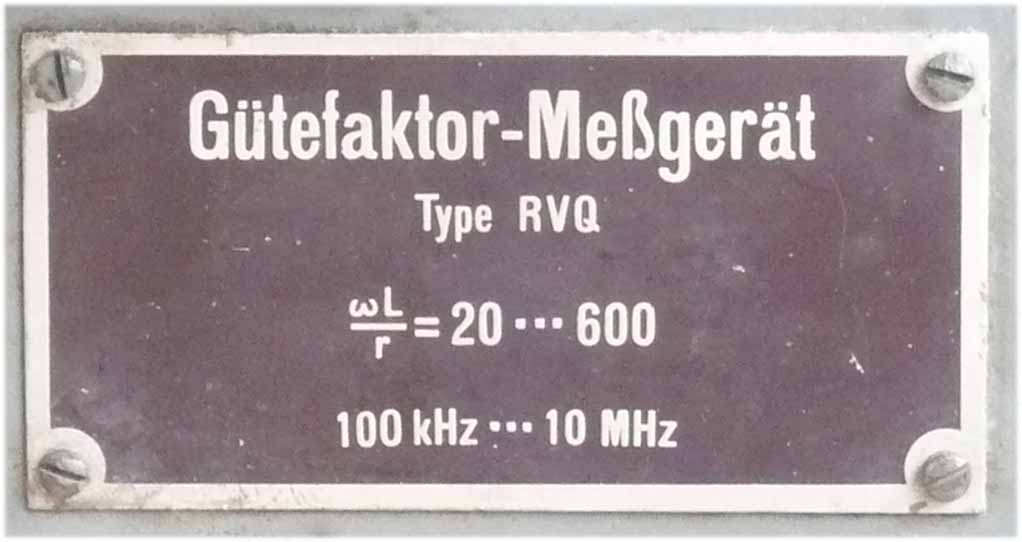 Gütefaktor-Meßgerät
Type RVQ
ωL/r = 20 ··· 600
100 kHz ··· 10 MHz